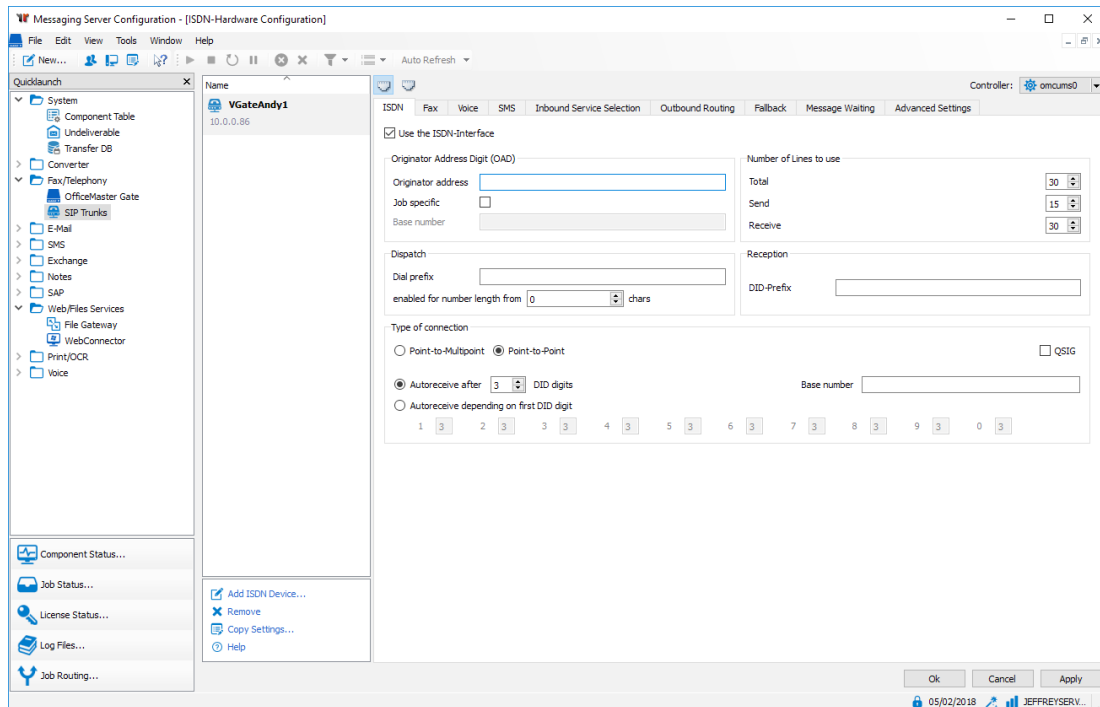 Messaging Server Configuration - [ISDN-Hardware Configuration]
File Edit View Tools Window Help
New... Auto Refresh
Quicklaunch
System
Component Table
Undeliverable
Transfer DB
Converter
Fax/Telephony
OfficeMaster Gate
SIP Trunks
E-Mail
SMS
Exchange
Notes
SAP
Web/Files Services
File Gateway
WebConnector
Print/OCR
Voice
Component Status...
Job Status...
License Status...
Log Files...
Job Routing...
Name
VGateAndy1
10.0.0.86
Add ISDN Device...
Remove
Copy Settings...
Help
Controller: omcums0
ISDN Fax Voice SMS Inbound Service Selection Outbound Routing Fallback Message Waiting Advanced Settings
Use the ISDN-Interface
Originator Address Digit (OAD)
Originator address
Job specific
Base number
Number of Lines to use
Total 30
Send 15
Receive 30
Dispatch
Dial prefix
enabled for number length from 0 chars
Reception
DID-Prefix
Type of connection
Point-to-Multipoint Point-to-Point QSIG
Autoreceive after 3 DID digits Base number
Autoreceive depending on first DID digit
1 3 2 3 3 3 4 3 5 3 6 3 7 3 8 3 9 3 0 3
Ok Cancel Apply
05/02/2018 JEFFREYSERV...